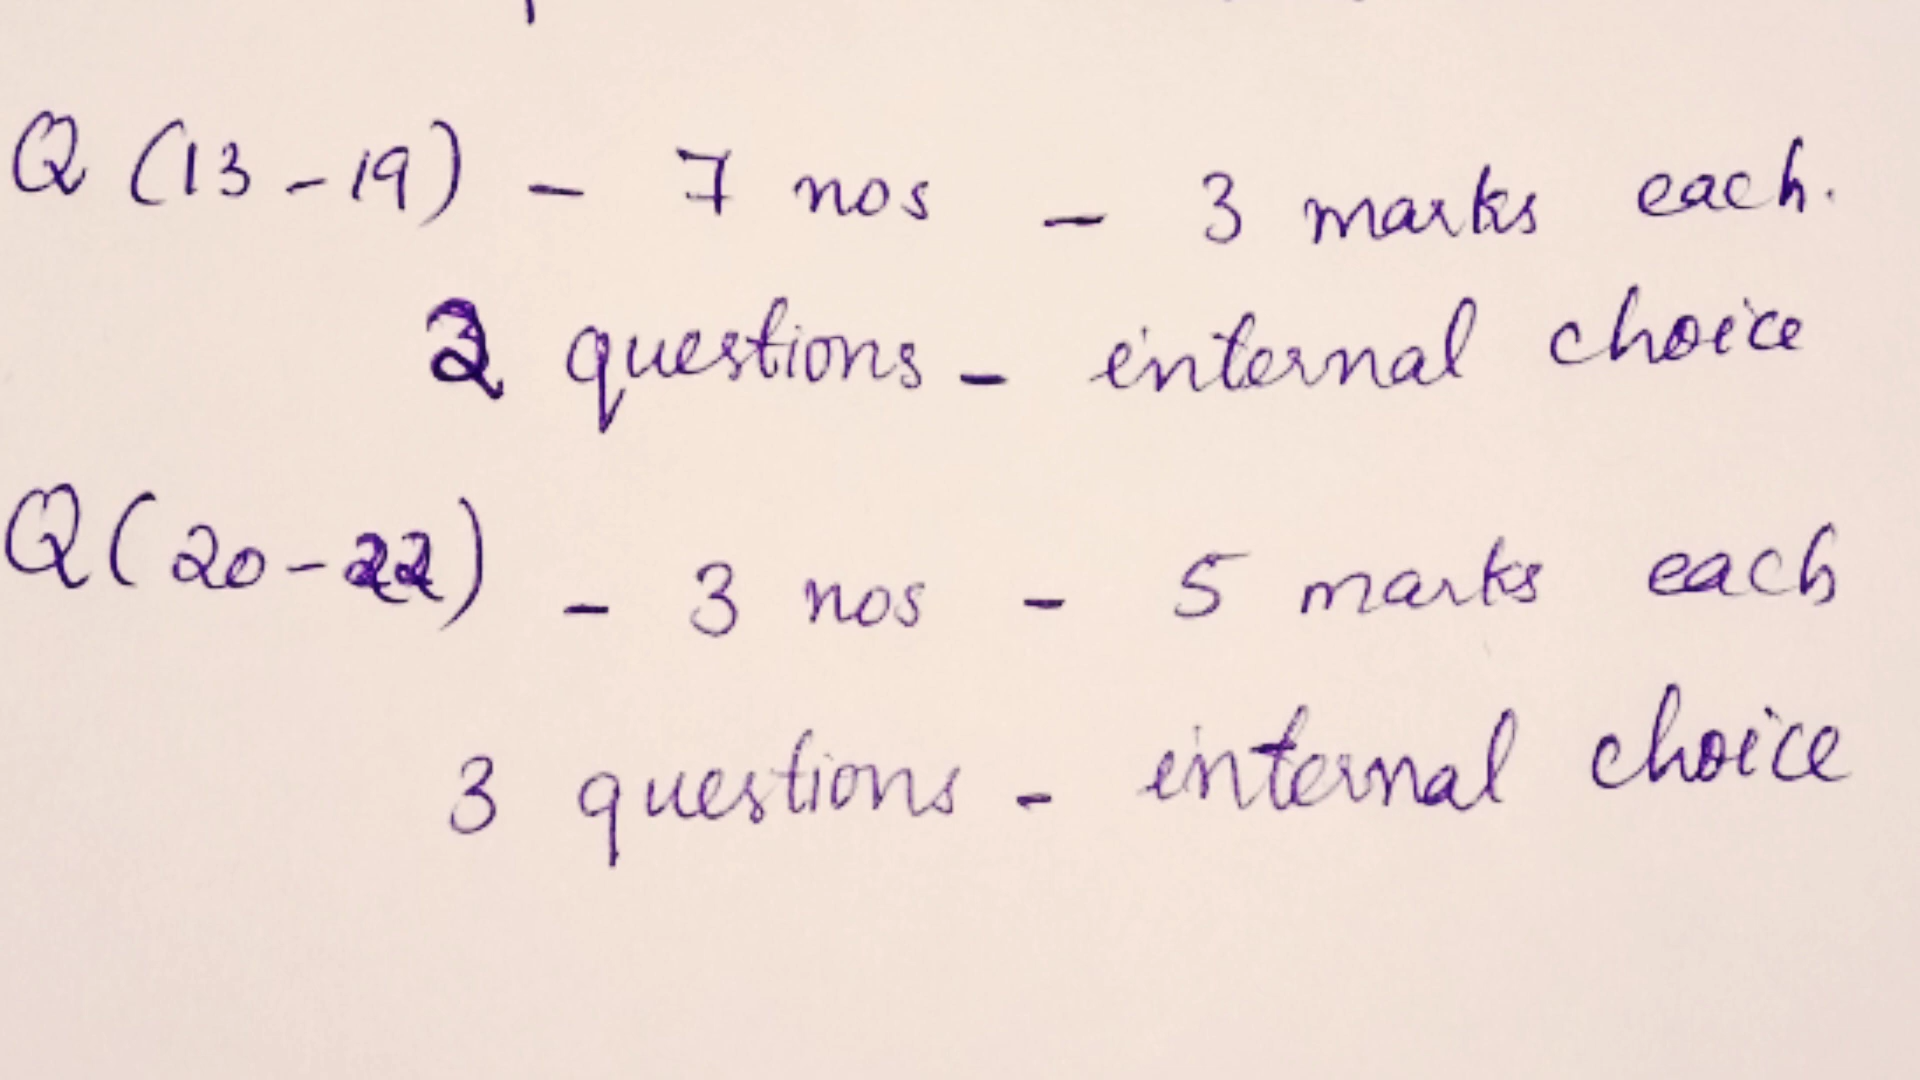 Q (13-19) - 7 nos - 3 marks each.
2 questions - internal choice
Q (20-22) - 3 nos - 5 marks each
3 questions - internal choice